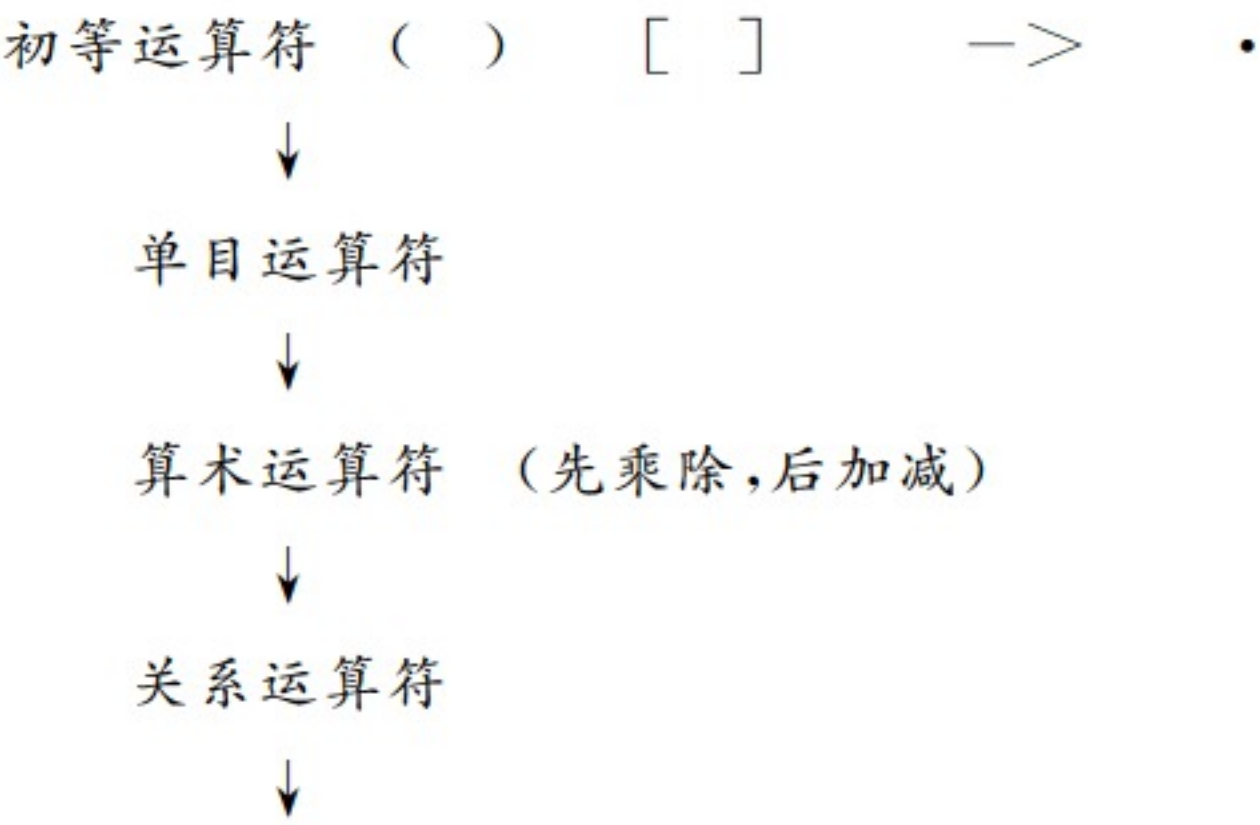 初等运算符 ( ) [ ] -> .
↓
单目运算符
↓
算术运算符 (先乘除,后加减)
↓
关系运算符
↓